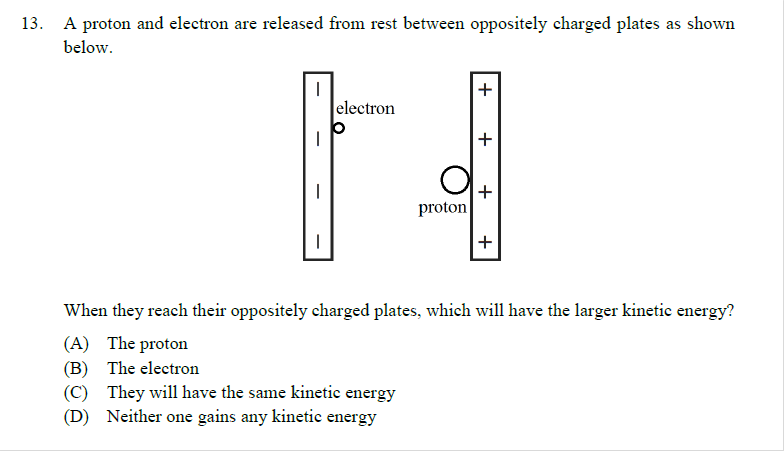 13. A proton and electron are released from rest between oppositely charged plates as shown
below.
electron
proton
− + 
− + 
− + 
− + 
When they reach their oppositely charged plates, which will have the larger kinetic energy?
(A) The proton
(B) The electron
(C) They will have the same kinetic energy
(D) Neither one gains any kinetic energy